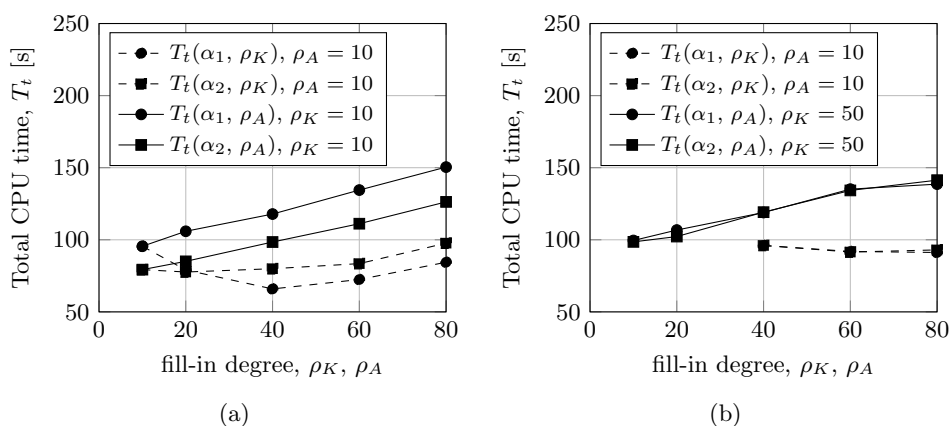 250
200
150
100
50
0 20 40 60 80
Total CPU time, T_t [s]
fill-in degree, ρ_K, ρ_A
T_t(α_1, ρ_K), ρ_A = 10
T_t(α_2, ρ_K), ρ_A = 10
T_t(α_1, ρ_A), ρ_K = 10
T_t(α_2, ρ_A), ρ_K = 10
(a)
250
200
150
100
50
0 20 40 60 80
Total CPU time, T_t [s]
fill-in degree, ρ_K, ρ_A
T_t(α_1, ρ_K), ρ_A = 10
T_t(α_2, ρ_K), ρ_A = 10
T_t(α_1, ρ_A), ρ_K = 50
T_t(α_2, ρ_A), ρ_K = 50
(b)